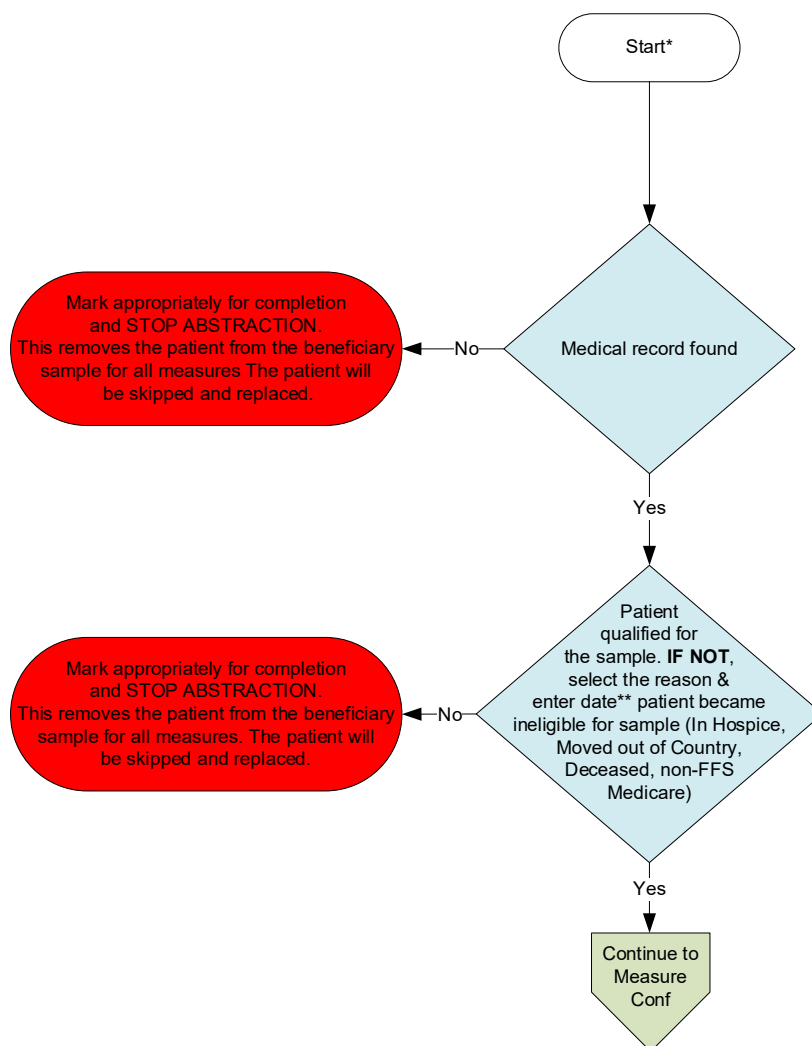 Start*
Medical record found
No
Mark appropriately for completion
and STOP ABSTRACTION.
This removes the patient from the beneficiary
sample for all measures The patient will
be skipped and replaced.
Yes
Patient
qualified for
the sample. IF NOT,
select the reason &
enter date** patient became
ineligible for sample (In Hospice,
Moved out of Country,
Deceased, non-FFS
Medicare)
No
Mark appropriately for completion
and STOP ABSTRACTION.
This removes the patient from the beneficiary
sample for all measures. The patient will
be skipped and replaced.
Yes
Continue to
Measure
Conf